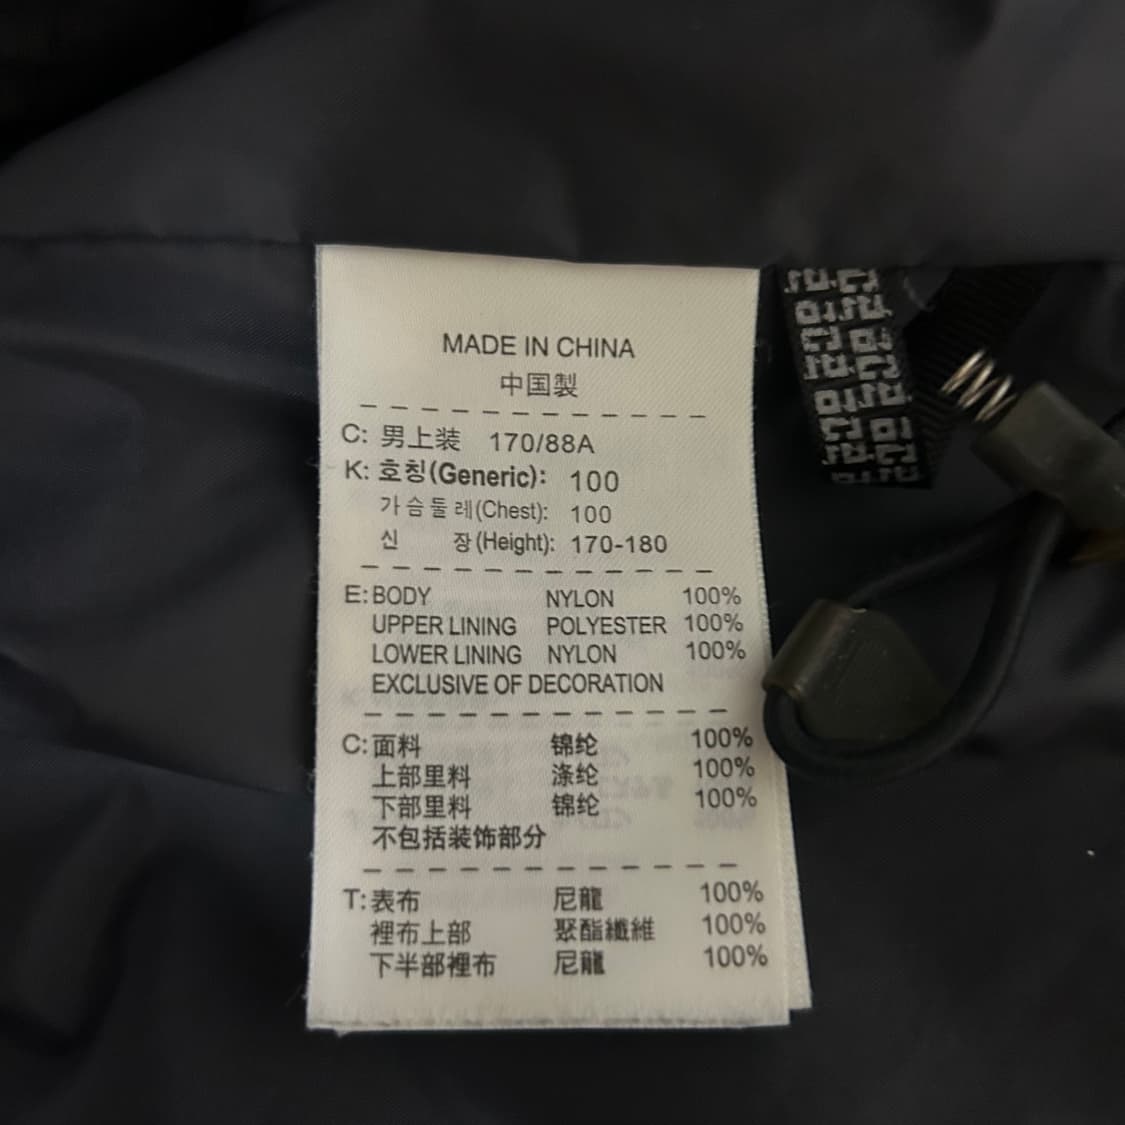 MADE IN CHINA
中国製
C: 男上装 170/88A
K: 호칭(Generic): 100
가슴둘레(Chest): 100
신 장(Height): 170-180
E: BODY NYLON 100%
UPPER LINING POLYESTER 100%
LOWER LINING NYLON 100%
EXCLUSIVE OF DECORATION
C: 面料 锦纶 100%
上部里料 涤纶 100%
下部里料 锦纶 100%
不包括装饰部分
T: 表布 尼龍 100%
裡布上部 聚酯纖維 100%
下半部裡布 尼龍 100%